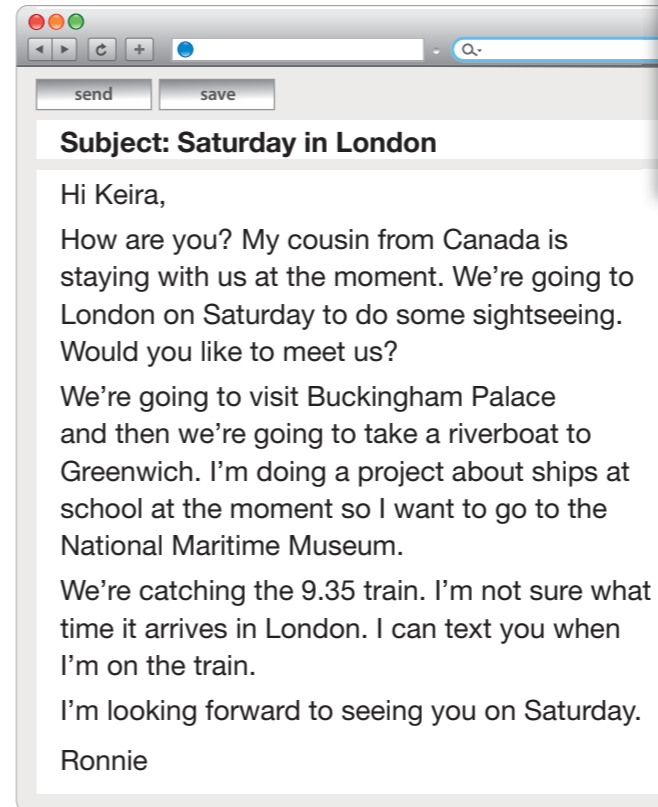 send save
Subject: Saturday in London
Hi Keira,
How are you? My cousin from Canada is
staying with us at the moment. We’re going to
London on Saturday to do some sightseeing.
Would you like to meet us?
We’re going to visit Buckingham Palace
and then we’re going to take a riverboat to
Greenwich. I’m doing a project about ships at
school at the moment so I want to go to the
National Maritime Museum.
We’re catching the 9.35 train. I’m not sure what
time it arrives in London. I can text you when
I’m on the train.
I’m looking forward to seeing you on Saturday.
Ronnie